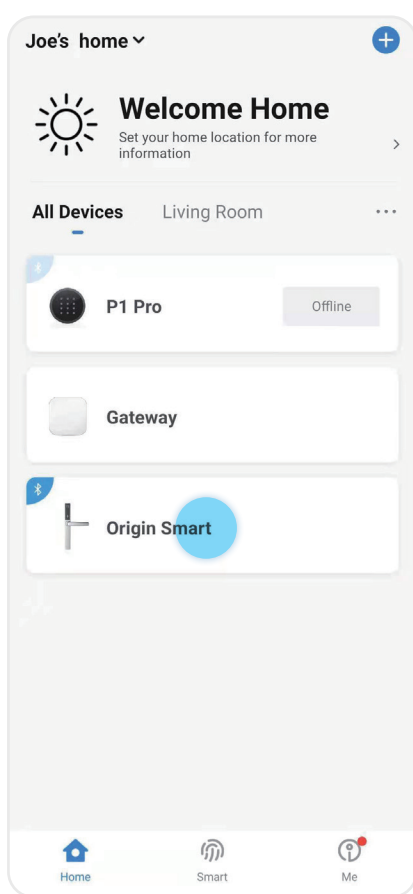 Joe's home
Welcome Home
Set your home location for more
information
All Devices
Living Room
P1 Pro
Offline
Gateway
Origin Smart
Home
Smart
Me